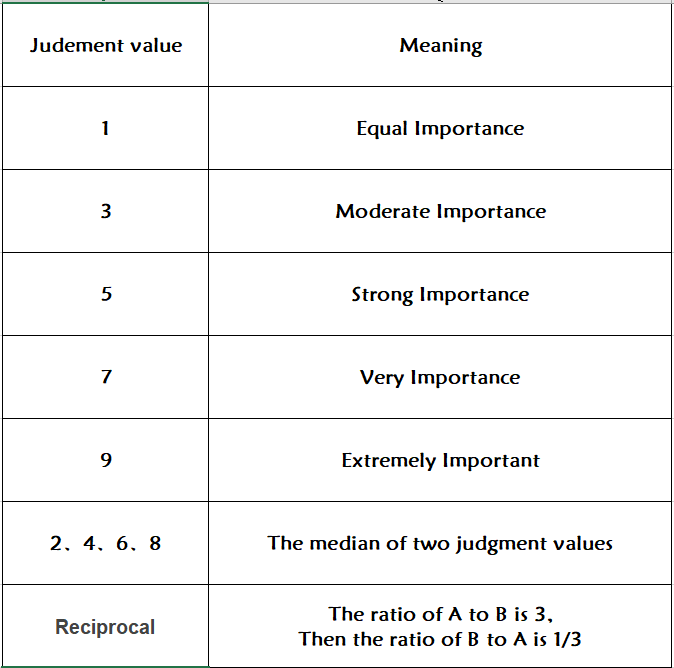 Judement value
Meaning
1
Equal Importance
3
Moderate Importance
5
Strong Importance
7
Very Importance
9
Extremely Important
2、4、6、8
The median of two judgment values
Reciprocal
The ratio of A to B is 3,
Then the ratio of B to A is 1/3